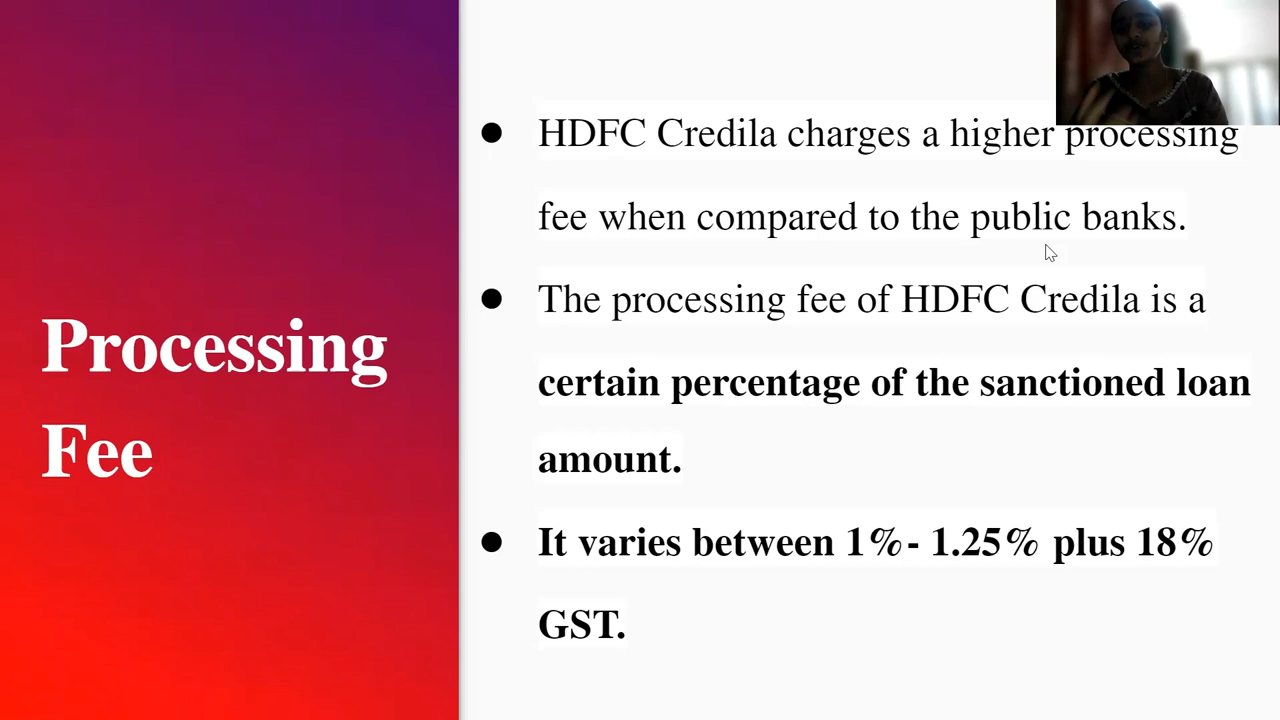 Processing
Fee
● HDFC Credila charges a higher processing
fee when compared to the public banks.
● The processing fee of HDFC Credila is a
certain percentage of the sanctioned loan
amount.
● It varies between 1%- 1.25% plus 18%
GST.